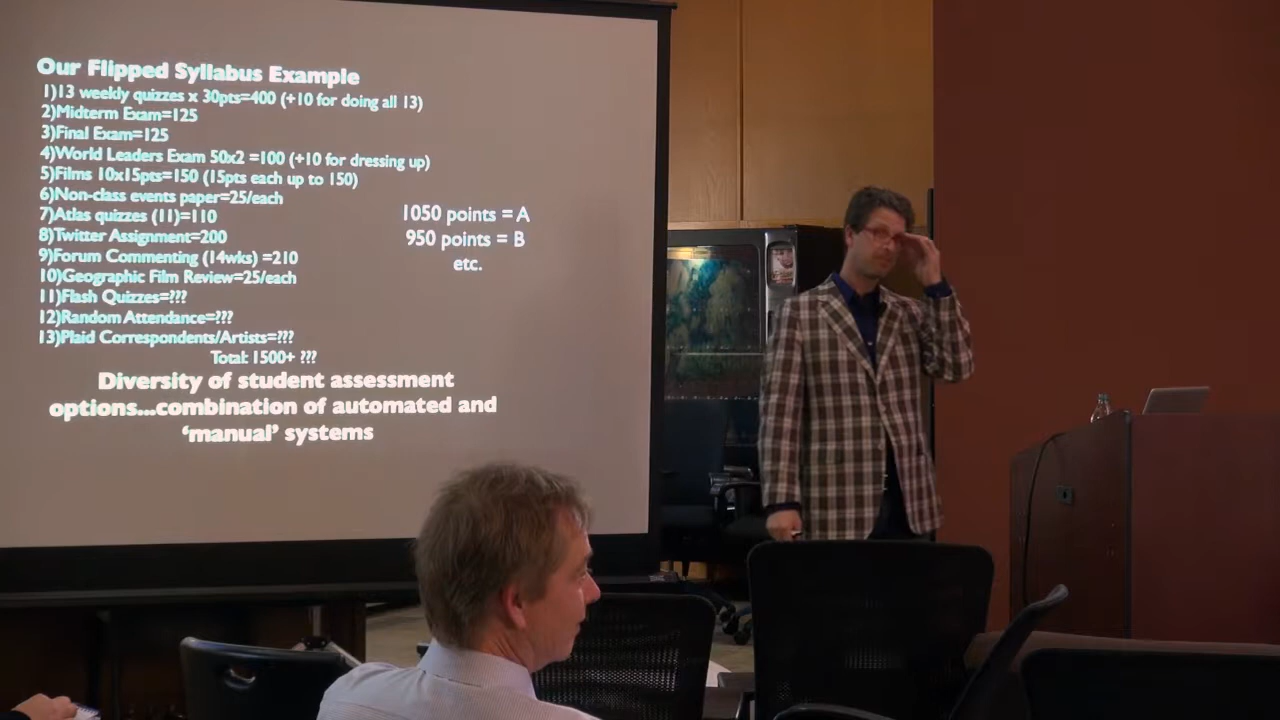 Our Flipped Syllabus Example
1)13 weekly quizzes x 30pts=400 (+10 for doing all 13)
2)Midterm Exam=125
3)Final Exam=125
4)World Leaders Exam 50x2 =100 (+10 for dressing up)
5)Films 10x15pts=150 (15pts each up to 150)
6)Non-class events paper=25/each
7)Atlas quizzes (11)=110
8)Twitter Assignment=200
9)Forum Commenting (14wks) =210
10)Geographic Film Review=25/each
11)Flash Quizzes=???
12)Random Attendance=???
13)Plaid Correspondents/Artists=???
Total: 1500+ ???
1050 points = A
950 points = B
etc.
Diversity of student assessment
options...combination of automated and
‘manual’ systems